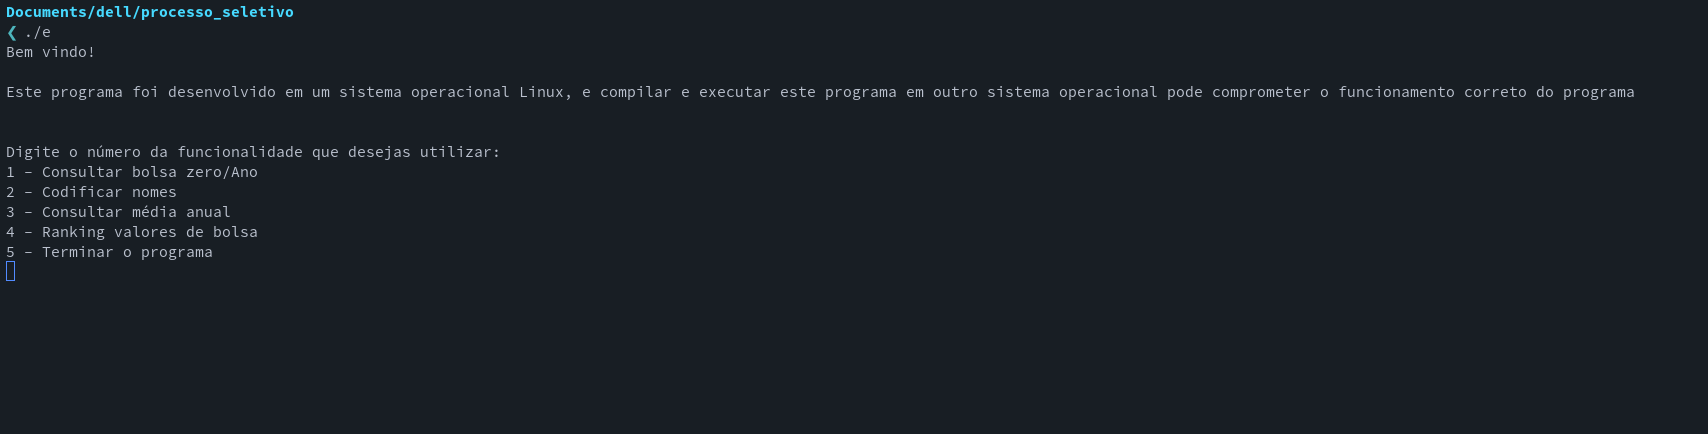 Documents/dell/processo_seletivo
❮ ./e
Bem vindo!
Este programa foi desenvolvido em um sistema operacional Linux, e compilar e executar este programa em outro sistema operacional pode comprometer o funcionamento correto do programa
Digite o número da funcionalidade que desejas utilizar:
1 - Consultar bolsa zero/Ano
2 - Codificar nomes
3 - Consultar média anual
4 - Ranking valores de bolsa
5 - Terminar o programa